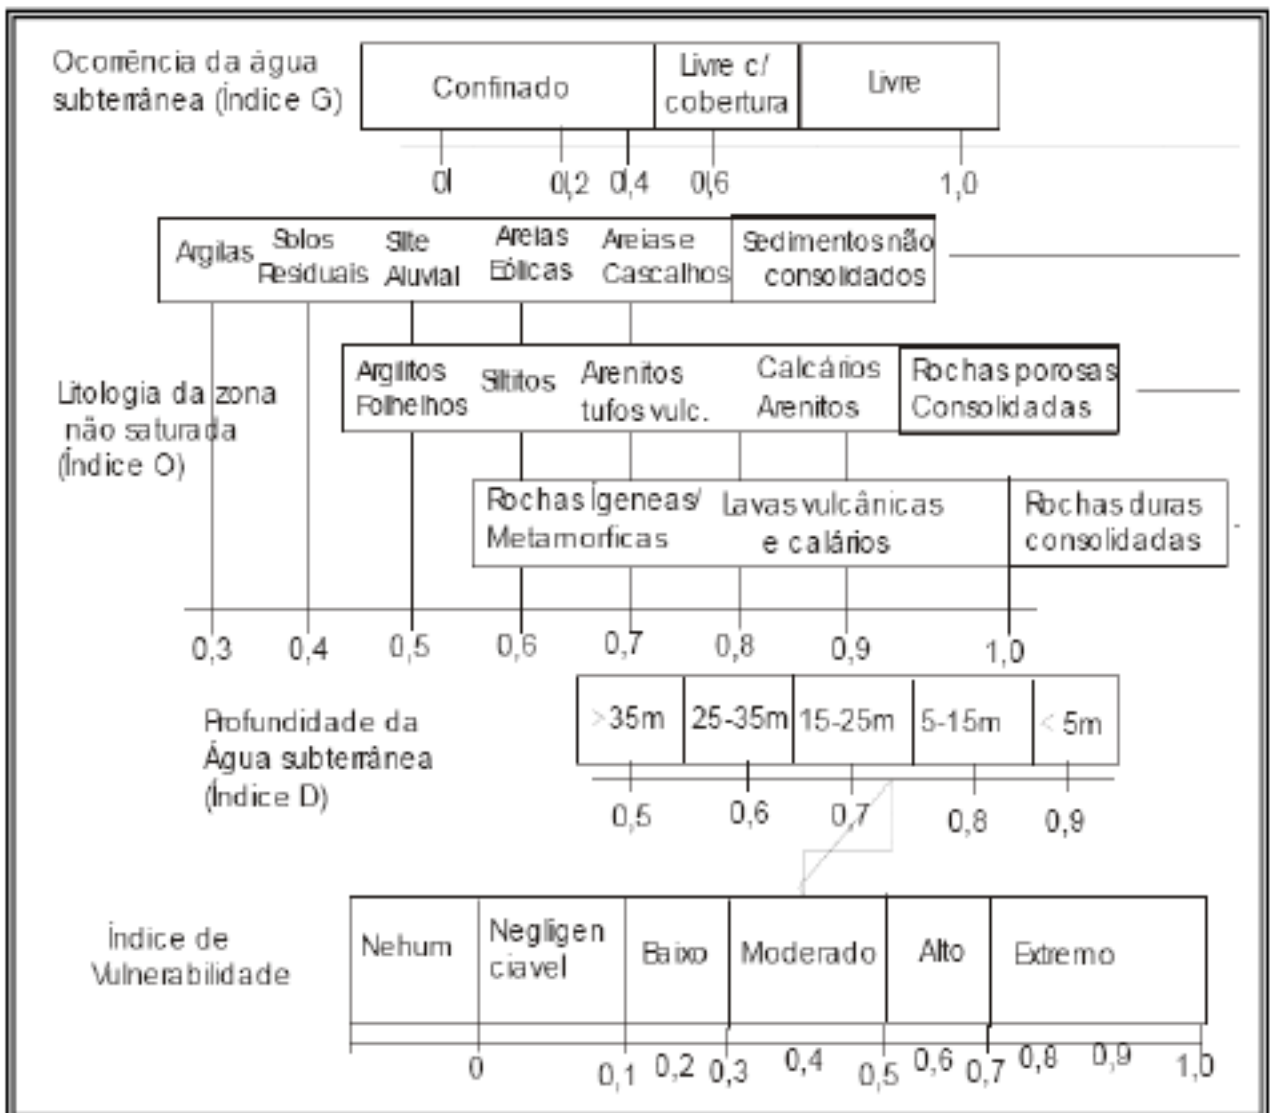 Ocorrência da água
subterrânea (Índice G)
Confinado
Livre c/
cobertura
Livre
0
0,2
0,4
0,6
1,0
Argilas
Solos
Residuais
Silte
Aluvial
Areias
Eólicas
Areias e
Cascalhos
Sedimentos não
consolidados
Litologia da zona
não saturada
(Índice O)
Argilitos
Folhelhos
Siltitos
Arenitos
tufos vulc.
Calcários
Arenitos
Rochas porosas
Consolidadas
Rochas Ígeneas/
Metamorficas
Lavas vulcânicas
e calários
Rochas duras
consolidadas
0,3
0,4
0,5
0,6
0,7
0,8
0,9
1,0
Profundidade da
Água subterrânea
(Índice D)
>35m
25-35m
15-25m
5-15m
< 5m
0,5
0,6
0,7
0,8
0,9
Índice de
Vulnerabilidade
Nehum
Negligen
ciavel
Baixo
Moderado
Alto
Extremo
0
0,1
0,2
0,3
0,4
0,5
0,6
0,7
0,8
0,9
1,0